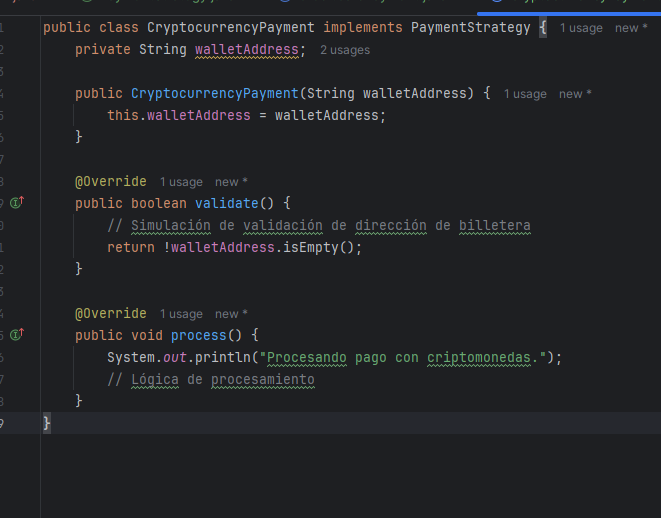 public class CryptocurrencyPayment implements PaymentStrategy { 1 usage new *
private String walletAddress; 2 usages
public CryptocurrencyPayment(String walletAddress) { 1 usage new *
this.walletAddress = walletAddress;
}
@Override 1 usage new *
public boolean validate() {
// Simulación de validación de dirección de billetera
return !walletAddress.isEmpty();
}
@Override 1 usage new *
public void process() {
System.out.println("Procesando pago con criptomonedas.");
// Lógica de procesamiento
}
}